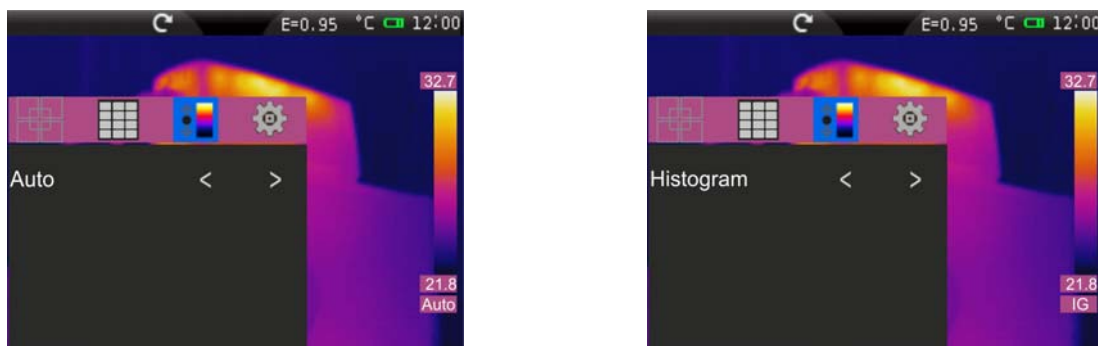 E=0.95 °C 12:00
32.7
Auto < >
21.8
Auto
E=0.95 °C 12:00
32.7
Histogram < >
21.8
IG